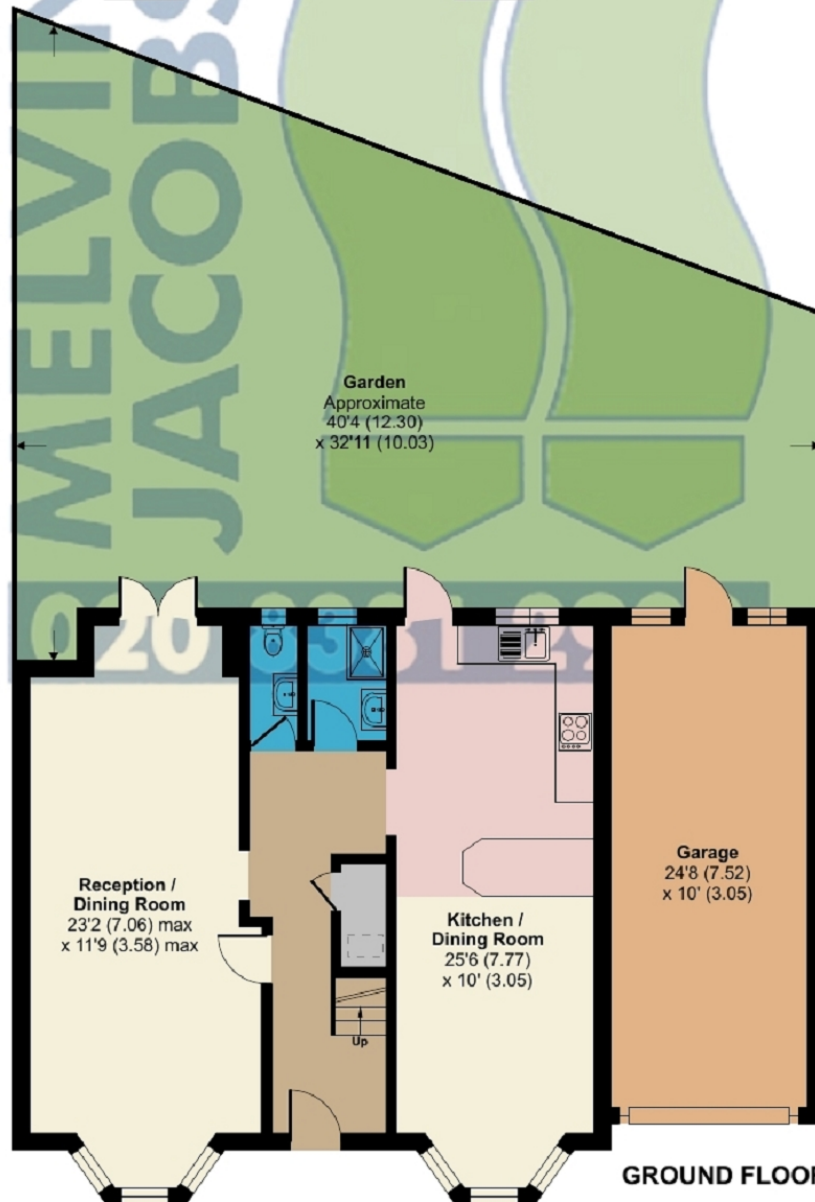 MELVIN
JACOBS
Garden
Approximate
40'4 (12.30)
x 32'11 (10.03)
020 8
Reception /
Dining Room
23'2 (7.06) max
x 11'9 (3.58) max
Up
Kitchen /
Dining Room
25'6 (7.77)
x 10' (3.05)
Garage
24'8 (7.52)
x 10' (3.05)
GROUND FLOOR